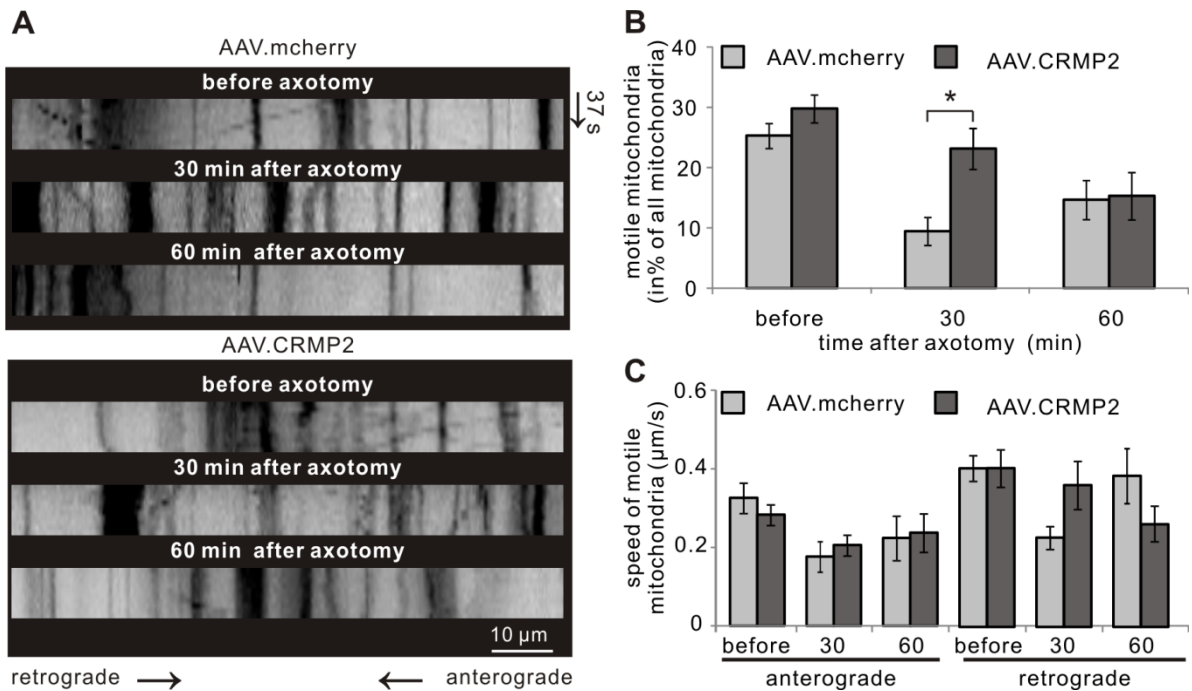 A
AAV.mcherry
before axotomy
37 s
30 min after axotomy
60 min after axotomy
AAV.CRMP2
before axotomy
30 min after axotomy
60 min after axotomy
10 µm
retrograde → ← anterograde
B
AAV.mcherry AAV.CRMP2
motile mitochondria
(in% of all mitochondria)
40
30
20
10
0
*
before 30 60
time after axotomy (min)
C
AAV.mcherry AAV.CRMP2
speed of motile
mitochondria (µm/s)
0.6
0.4
0.2
0
before 30 60 before 30 60
anterograde retrograde